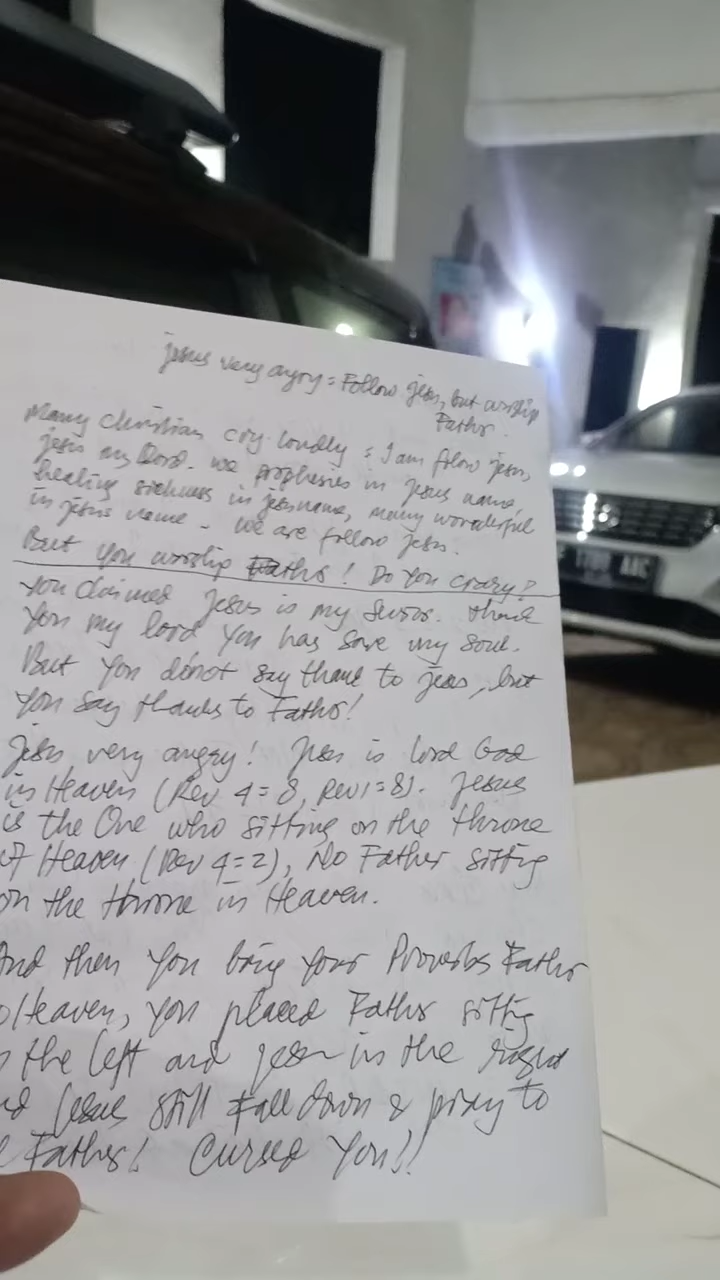 Jesus very angry = Follow Jesus, but worship
Father.
Many Christian cry loudly = I am follow Jesus,
Jesus my Lord. We prophesies in Jesus name,
healing sickness in Jesus name, many wonderful
in Jesus name - We are follow Jesus.
But you worship Father! Do You crazy?
You claimed Jesus is my Savior. thank
You my lord You has save my soul.
But You donot say thank to Jesus, but
You say thanks to Father!
Jesus very angry! Jesus is lord God
in Heaven (Rev 4=8, Rev 1=8). Jesus
is the One who sitting on the throne
of Heaven (Rev 4=2), No Father sitting
on the throne in Heaven.
And then You bring Your Proverbs Father
Heaven, You placed Father sitting
the left and Jesus in the right
Jesus still fall down & pray to
Father! Cursed You!!